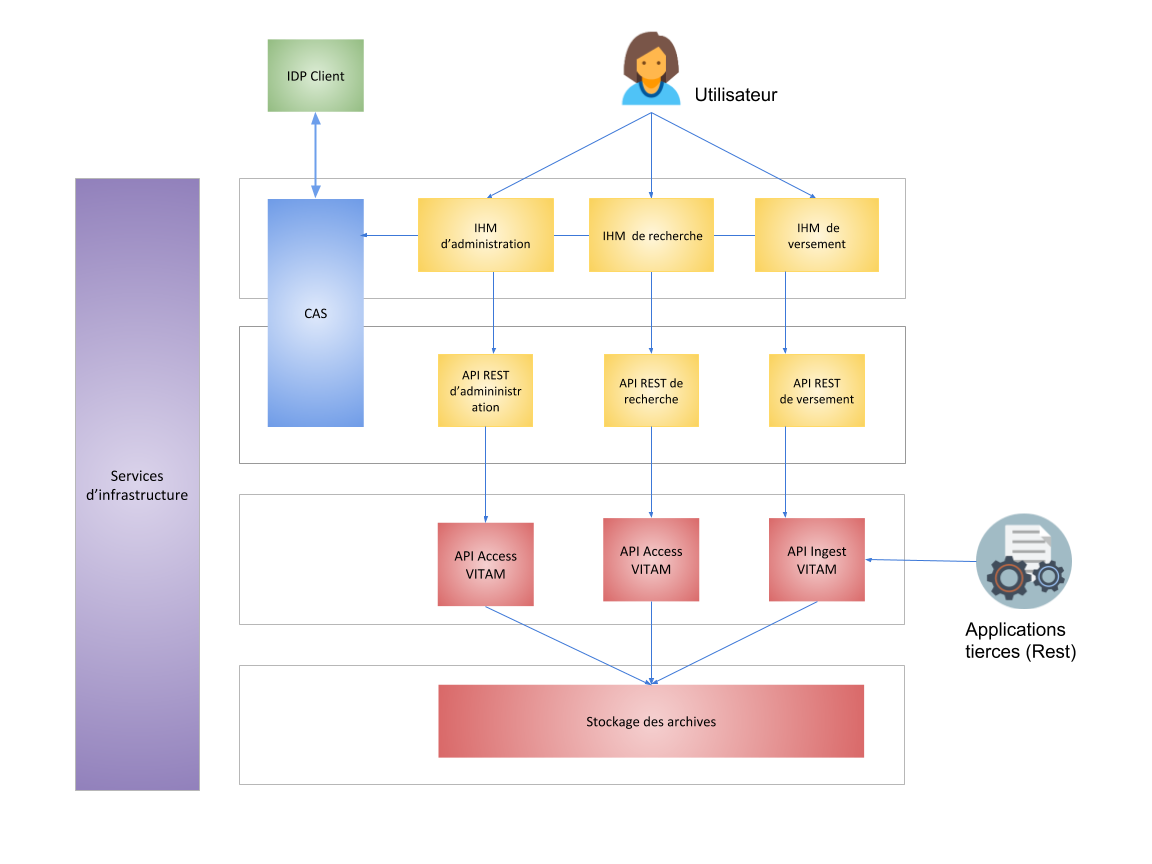 IDP Client
Utilisateur
IHM
d’administration
IHM de recherche
IHM de
versement
CAS
API REST
d’admininistr
ation
API REST de
recherche
API REST
de versement
Services
d’infrastructure
API Access
VITAM
API Access
VITAM
API Ingest
VITAM
Applications
tierces (Rest)
Stockage des archives